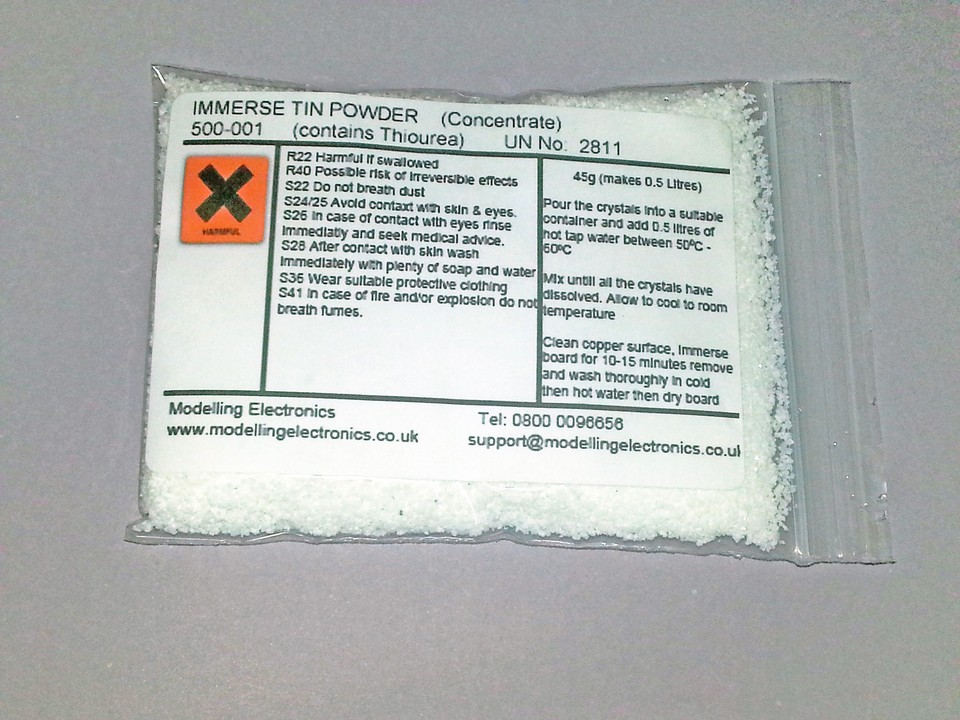 IMMERSE TIN POWDER (Concentrate)
500-001 (contains Thiourea) UN No: 2811
HARMFUL
R22 Harmful if swallowed
R40 Possible risk of irreversible effects
S22 Do not breath dust
S24/25 Avoid contaxt with skin & eyes.
S26 in case of contact with eyes rinse
immediatly and seek medical advice.
S28 After contact with skin wash
immediately with plenty of soap and water
S36 Wear suitable protective clothing
S41 in case of fire and/or explosion do not
breath fumes.
45g (makes 0.5 Litres)
Pour the crystals into a suitable
container and add 0.5 litres of
hot tap water between 50ºC -
60ºC
Mix untill all the crystals have
dissolved. Allow to cool to room
temperature
Clean copper surface, immerse
board for 10-15 minutes remove
and wash thoroughly in cold
then hot water then dry board
Modelling Electronics
www.modellingelectronics.co.uk
Tel: 0800 0096656
support@modellingelectronics.co.uk